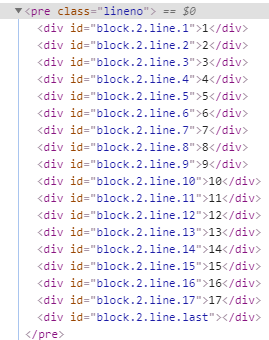 ▼<pre class="lineno"> == $0
<div id="block.2.line.1">1</div>
<div id="block.2.line.2">2</div>
<div id="block.2.line.3">3</div>
<div id="block.2.line.4">4</div>
<div id="block.2.line.5">5</div>
<div id="block.2.line.6">6</div>
<div id="block.2.line.7">7</div>
<div id="block.2.line.8">8</div>
<div id="block.2.line.9">9</div>
<div id="block.2.line.10">10</div>
<div id="block.2.line.11">11</div>
<div id="block.2.line.12">12</div>
<div id="block.2.line.13">13</div>
<div id="block.2.line.14">14</div>
<div id="block.2.line.15">15</div>
<div id="block.2.line.16">16</div>
<div id="block.2.line.17">17</div>
<div id="block.2.line.last"></div>
</pre>